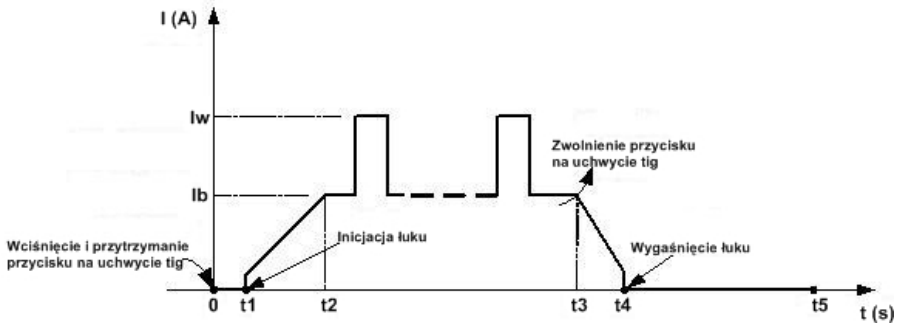 I (A)
Iw
Zwolnienie przycisku
na uchwycie tig
Ib
Wciśnięcie i przytrzymanie
przycisku na uchwycie tig
Inicjacja łuku
Wygaśnięcie łuku
0
t1
t2
t3
t4
t5
t (s)